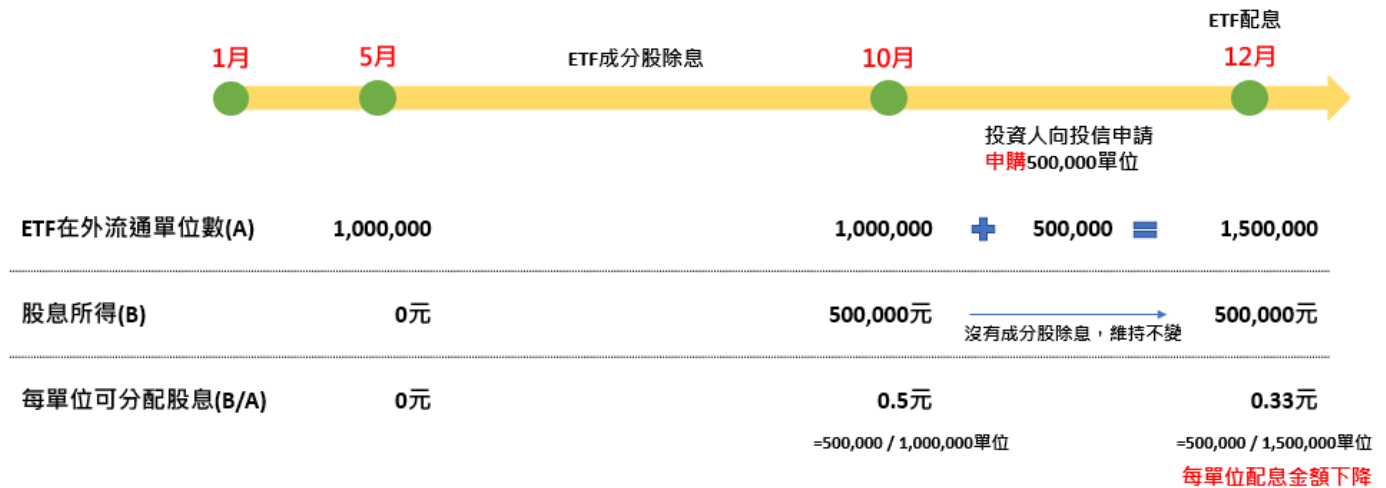 ETF配息
1月 5月 ETF成分股除息 10月 12月
投資人向投信申請
申購500,000單位
ETF在外流通單位數(A) 1,000,000 1,000,000 + 500,000 = 1,500,000
股息所得(B) 0元 500,000元 500,000元
沒有成分股除息，維持不變
每單位可分配股息(B/A) 0元 0.5元 0.33元
=500,000 / 1,000,000單位 =500,000 / 1,500,000單位
每單位配息金額下降